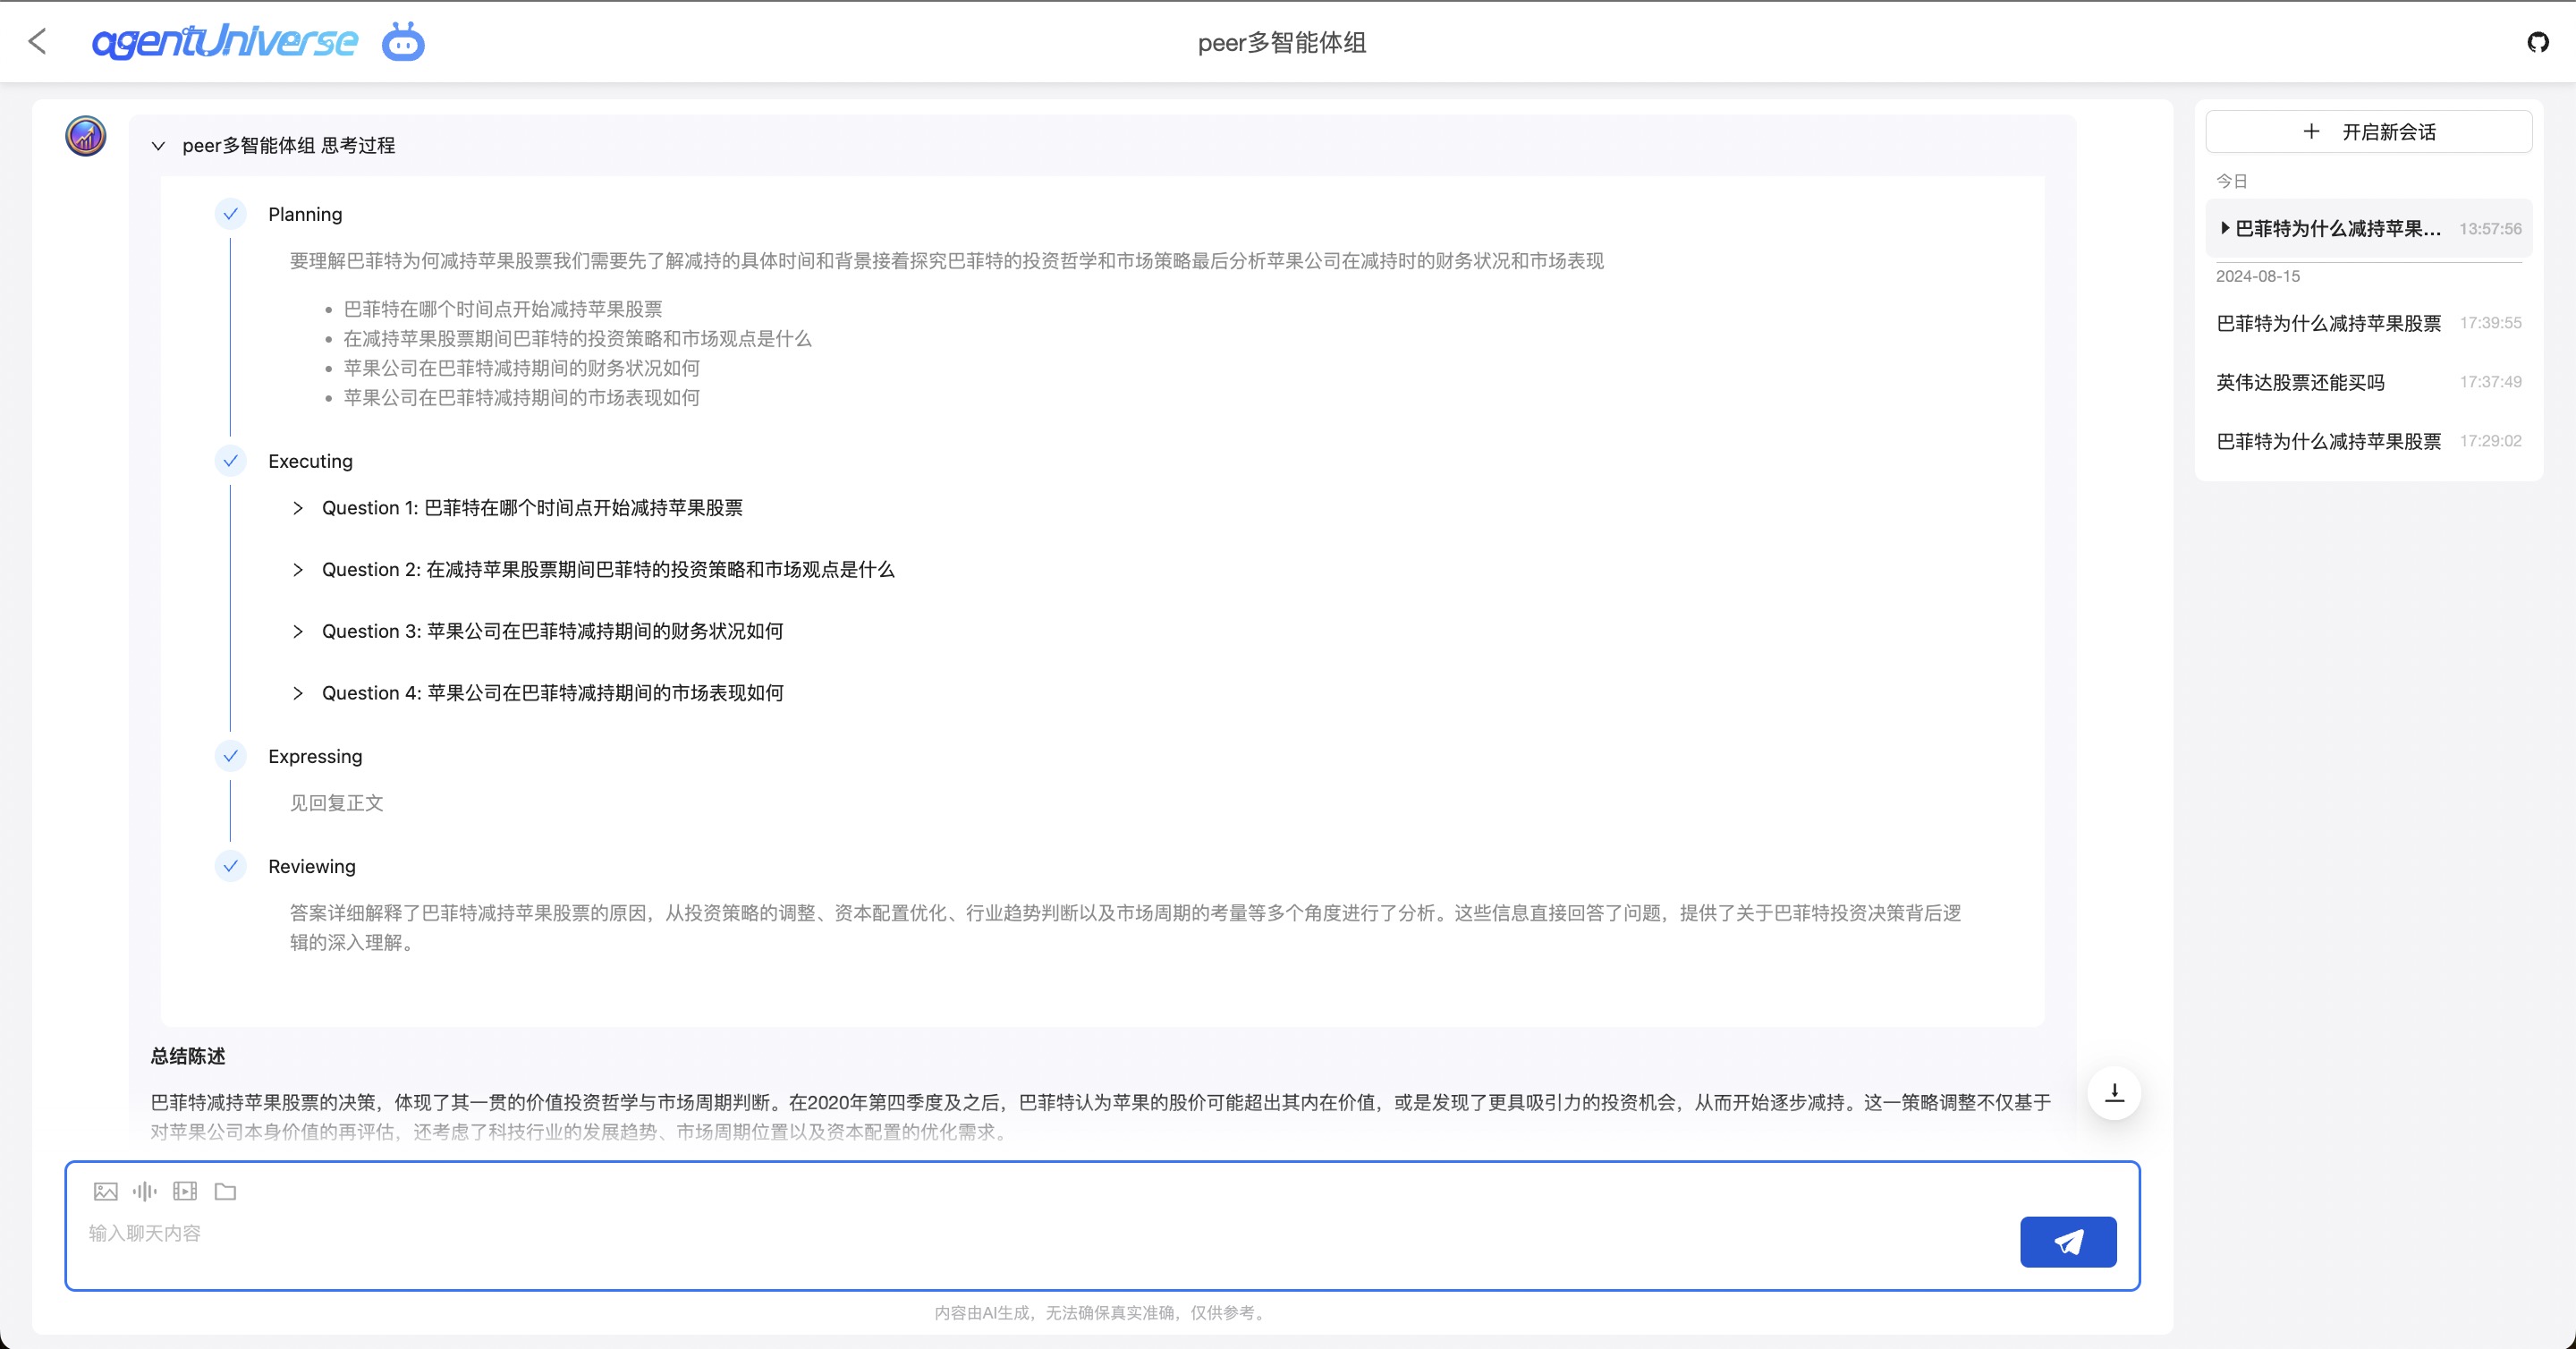 agentUniverse
peer多智能体组
peer多智能体组 思考过程
Planning
要理解巴菲特为何减持苹果股票我们需要先了解减持的具体时间和背景接着探究巴菲特的投资哲学和市场策略最后分析苹果公司在减持时的财务状况和市场表现
巴菲特在哪个时间点开始减持苹果股票
在减持苹果股票期间巴菲特的投资策略和市场观点是什么
苹果公司在巴菲特减持期间的财务状况如何
苹果公司在巴菲特减持期间的市场表现如何
Executing
Question 1: 巴菲特在哪个时间点开始减持苹果股票
Question 2: 在减持苹果股票期间巴菲特的投资策略和市场观点是什么
Question 3: 苹果公司在巴菲特减持期间的财务状况如何
Question 4: 苹果公司在巴菲特减持期间的市场表现如何
Expressing
见回复正文
Reviewing
答案详细解释了巴菲特减持苹果股票的原因，从投资策略的调整、资本配置优化、行业趋势判断以及市场周期的考量等多个角度进行了分析。这些信息直接回答了问题，提供了关于巴菲特投资决策背后逻
辑的深入理解。
总结陈述
巴菲特减持苹果股票的决策，体现了其一贯的价值投资哲学与市场周期判断。在2020年第四季度及之后，巴菲特认为苹果的股价可能超出其内在价值，或是发现了更具吸引力的投资机会，从而开始逐步减持。这一策略调整不仅基于
对苹果公司本身价值的再评估，还考虑了科技行业的发展趋势、市场周期位置以及资本配置的优化需求。
输入聊天内容
内容由AI生成，无法确保真实准确，仅供参考。
开启新会话
今日
巴菲特为什么减持苹果... 13:57:56
2024-08-15
巴菲特为什么减持苹果股票 17:39:55
英伟达股票还能买吗 17:37:49
巴菲特为什么减持苹果股票 17:29:02